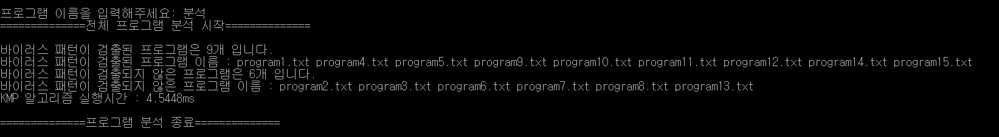 프로그램 이름을 입력해주세요: 분석
==============전체 프로그램 분석 시작==============
바이러스 패턴이 검출된 프로그램은 9개 입니다.
바이러스 패턴이 검출된 프로그램 이름 : program1.txt program4.txt program5.txt program9.txt program10.txt program11.txt program12.txt program14.txt program15.txt
바이러스 패턴이 검출되지 않은 프로그램은 6개 입니다.
바이러스 패턴이 검출되지 않은 프로그램 이름 : program2.txt program3.txt program6.txt program7.txt program8.txt program13.txt
KMP 알고리즘 실행시간 : 4.5448ms
==============프로그램 분석 종료==============